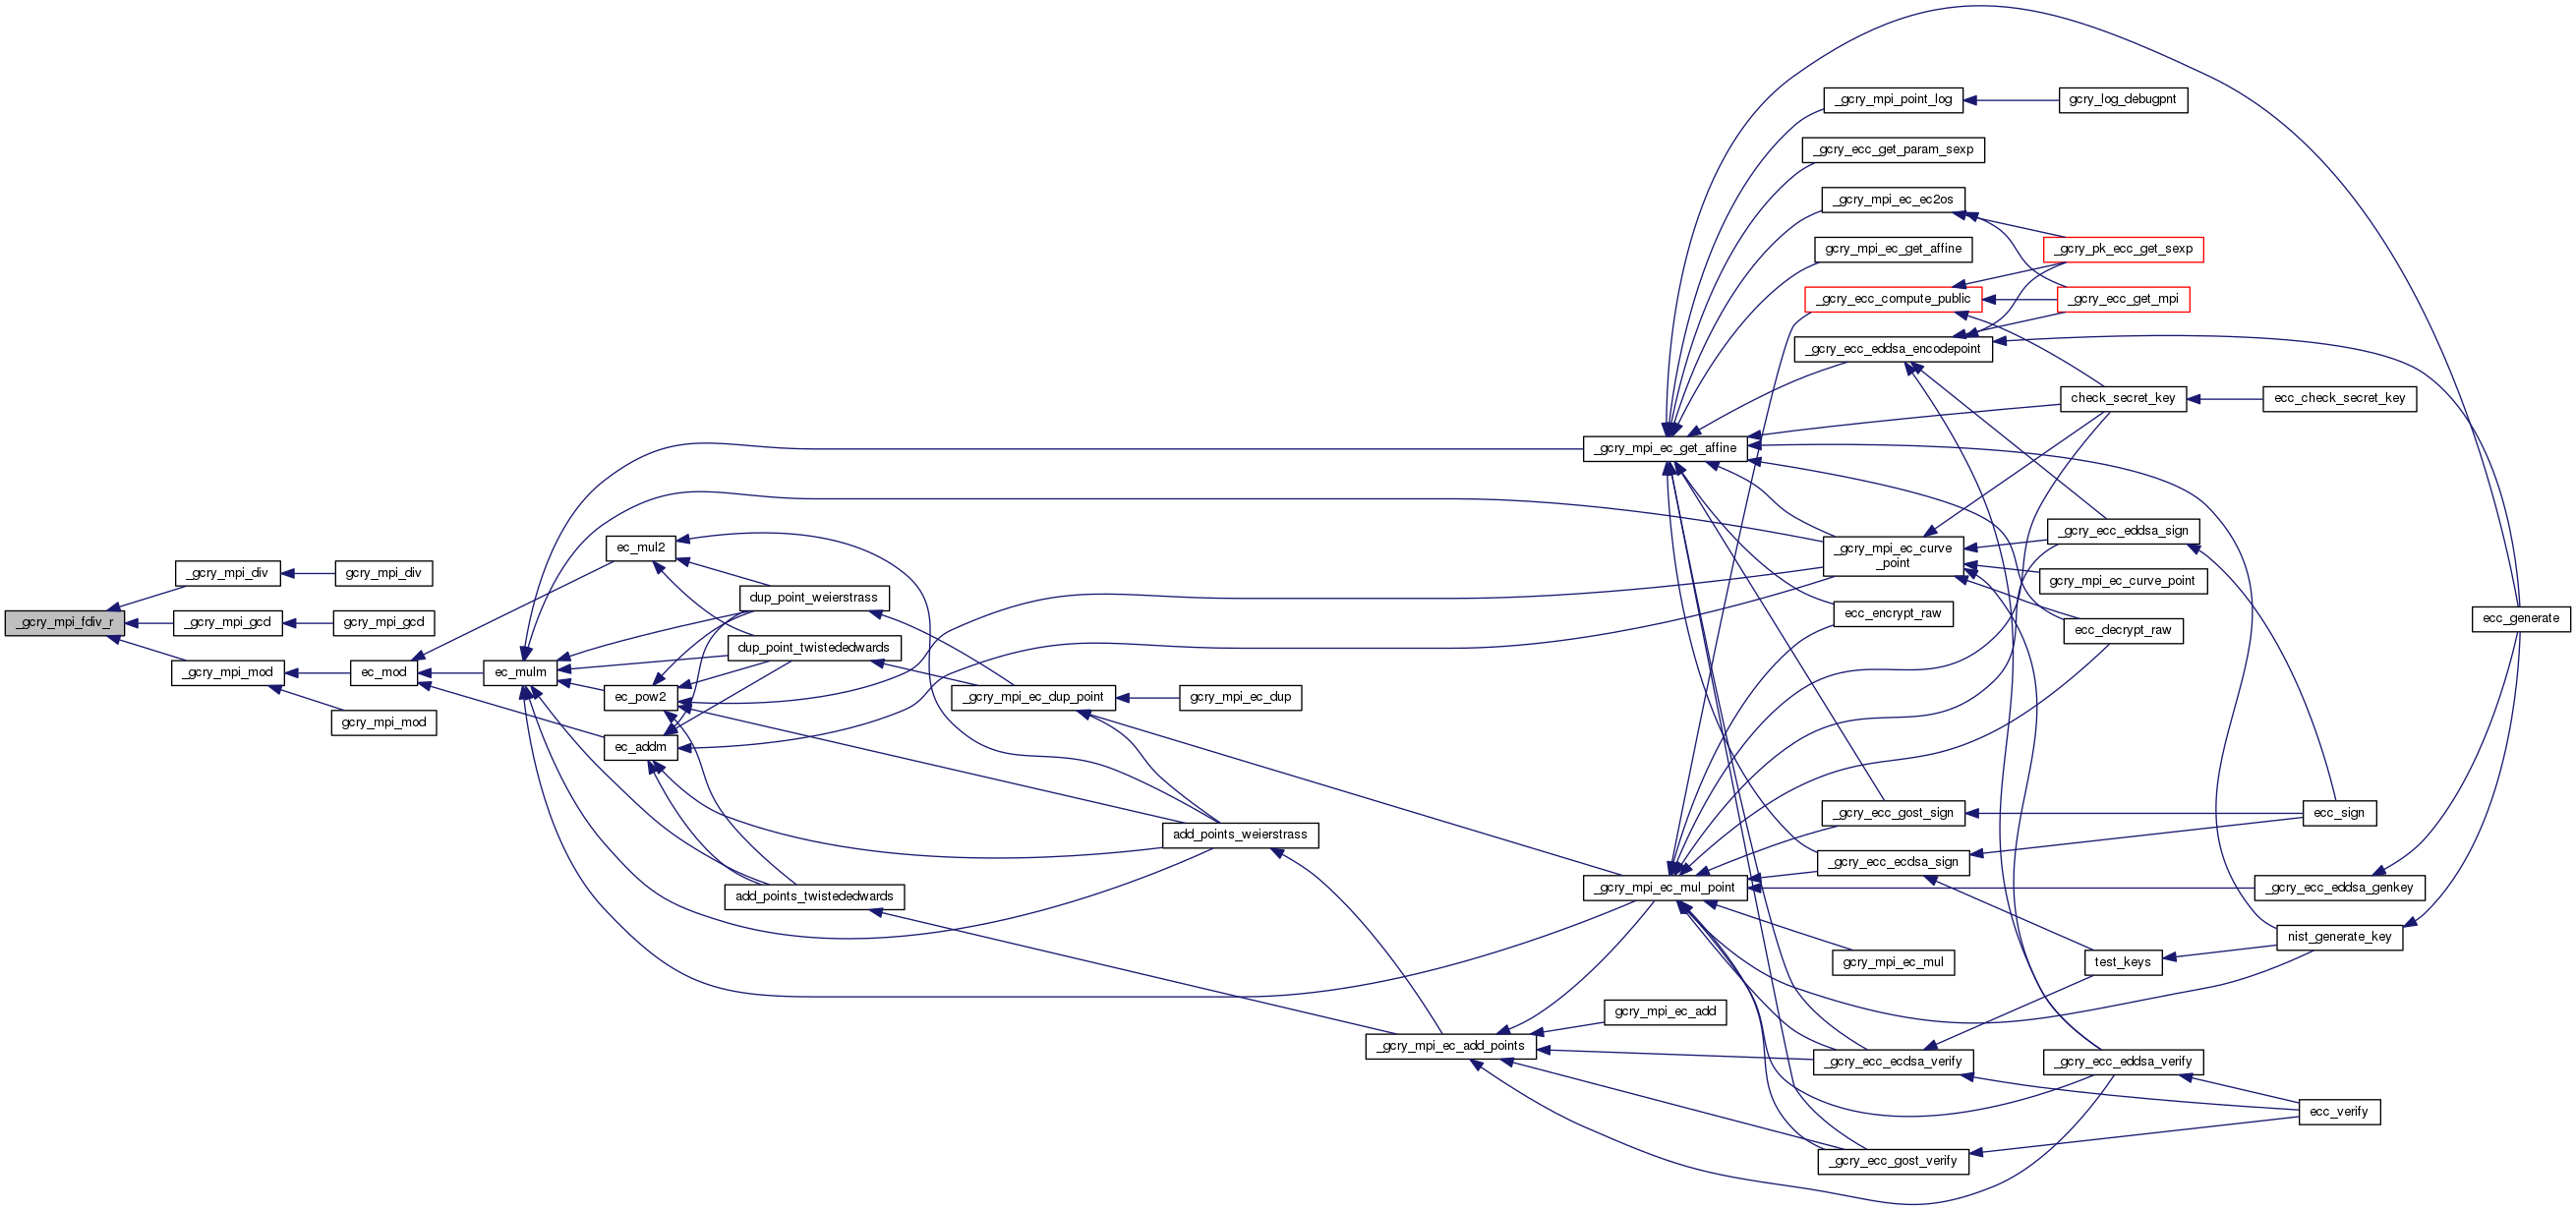 _gcry_mpi_fdiv_r
_gcry_mpi_div
gcry_mpi_div
_gcry_mpi_gcd
gcry_mpi_gcd
_gcry_mpi_mod
gcry_mpi_mod
ec_mod
ec_mulm
ec_mul2
ec_pow2
ec_addm
dup_point_weierstrass
dup_point_twistededwards
add_points_twistededwards
_gcry_mpi_ec_dup_point
gcry_mpi_ec_dup
add_points_weierstrass
_gcry_mpi_ec_add_points
_gcry_mpi_ec_get_affine
_gcry_mpi_ec_mul_point
gcry_mpi_ec_add
_gcry_mpi_point_log
gcry_log_debugpnt
_gcry_ecc_get_param_sexp
_gcry_mpi_ec_ec2os
gcry_mpi_ec_get_affine
_gcry_pk_ecc_get_sexp
_gcry_ecc_compute_public
_gcry_ecc_get_mpi
_gcry_ecc_eddsa_encodepoint
check_secret_key
ecc_check_secret_key
_gcry_ecc_eddsa_sign
_gcry_mpi_ec_curve
_point
gcry_mpi_ec_curve_point
ecc_encrypt_raw
ecc_decrypt_raw
ecc_generate
_gcry_ecc_gost_sign
ecc_sign
_gcry_ecc_ecdsa_sign
_gcry_ecc_eddsa_genkey
nist_generate_key
gcry_mpi_ec_mul
test_keys
_gcry_ecc_ecdsa_verify
_gcry_ecc_eddsa_verify
ecc_verify
_gcry_ecc_gost_verify